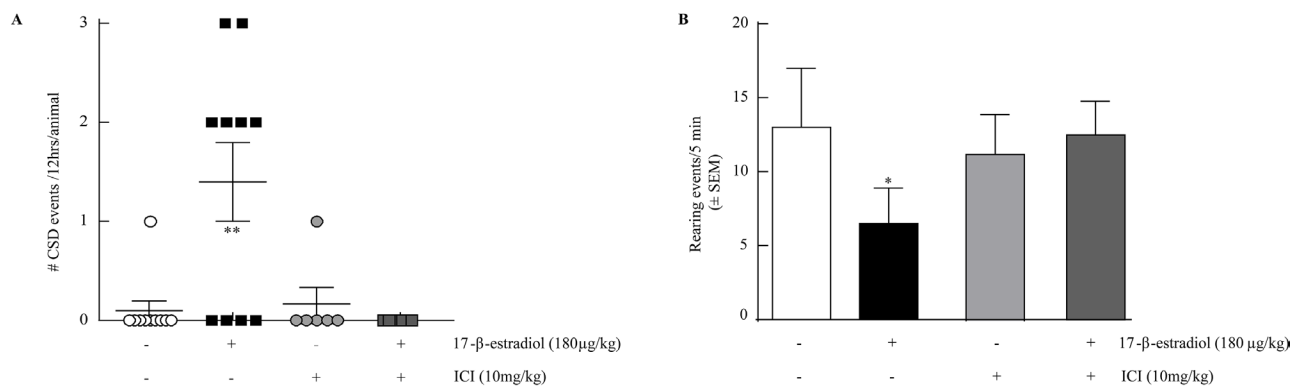 A
3
2
1
0
# CSD events /12hrs/animal
**
- + - + 17-β-estradiol (180µg/kg)
- - + + ICI (10mg/kg)
B
20
15
10
5
0
Rearing events/5 min
(± SEM)
*
- + - + 17-β-estradiol (180 µg/kg)
- - + + ICI (10mg/kg)